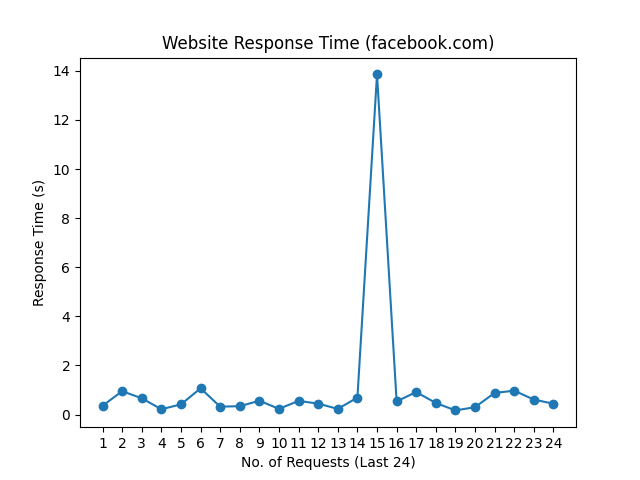 Website Response Time (facebook.com)
14
12
10
8
6
4
2
0
Response Time (s)
1 2 3 4 5 6 7 8 9 10 11 12 13 14 15 16 17 18 19 20 21 22 23 24
No. of Requests (Last 24)